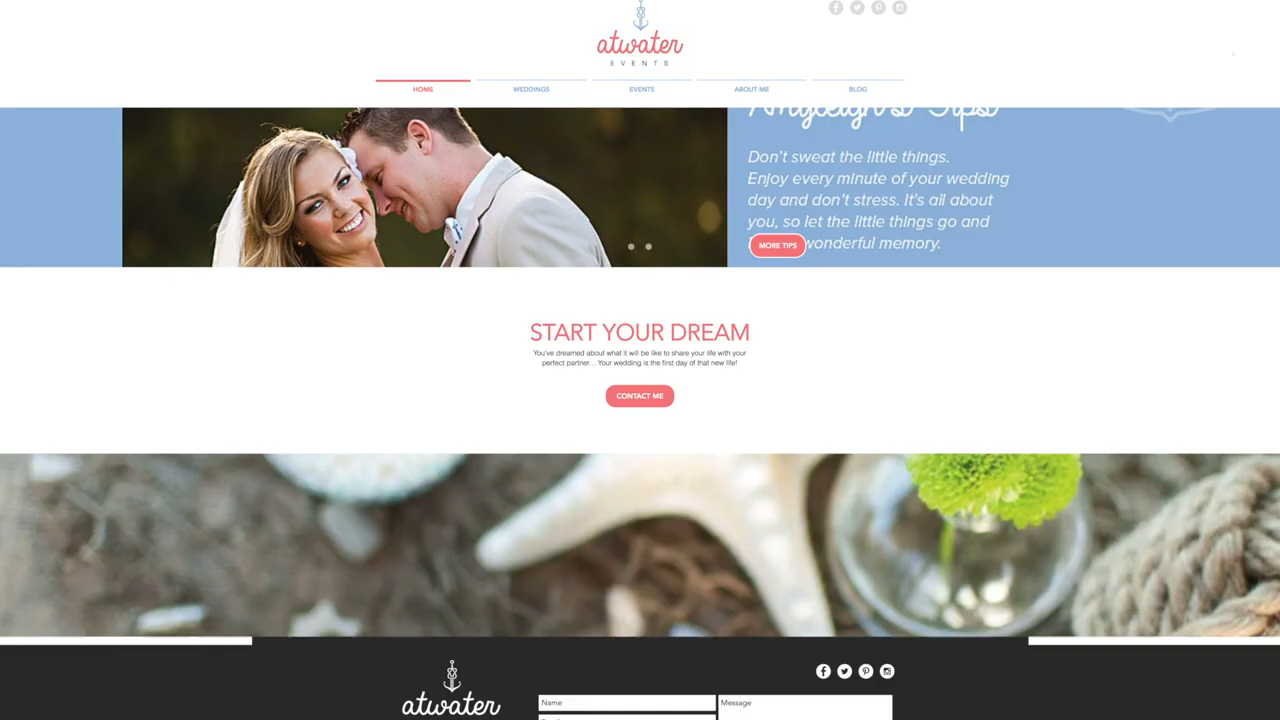 atwater
EVENTS
HOME WEDDINGS EVENTS ABOUT ME BLOG
Angleigh's Tips
Don't sweat the little things.
Enjoy every minute of your wedding
day and don't stress. It's all about
you, so let the little things go and
wonderful memory.
MORE TIPS
START YOUR DREAM
You've dreamed about what it will be like to share your life with your
perfect partner... Your wedding is the first day of that new life!
CONTACT ME
atwater
Name
Message